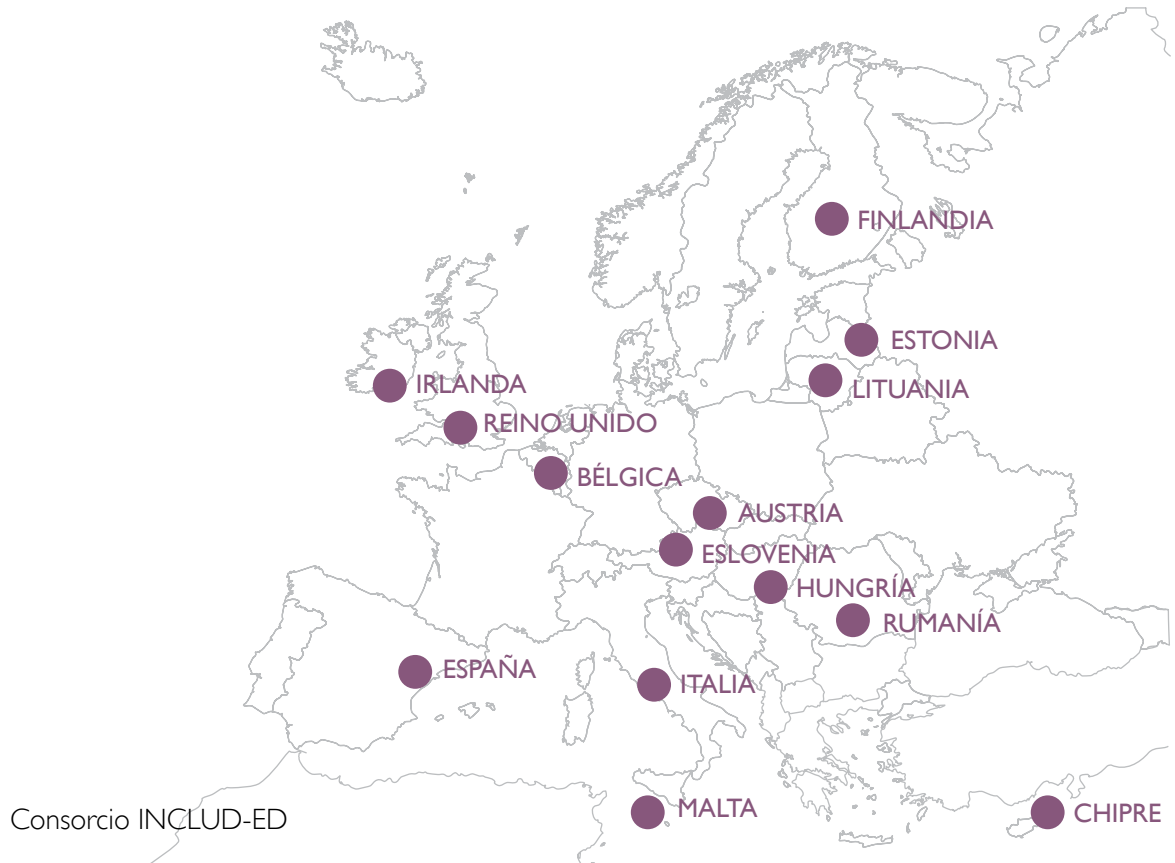 FINLANDIA
ESTONIA
IRLANDA
LITUANIA
REINO UNIDO
BÉLGICA
AUSTRIA
ESLOVENIA
HUNGRÍA
RUMANÍA
ESPAÑA
ITALIA
MALTA
CHIPRE
Consorcio INCLUD-ED